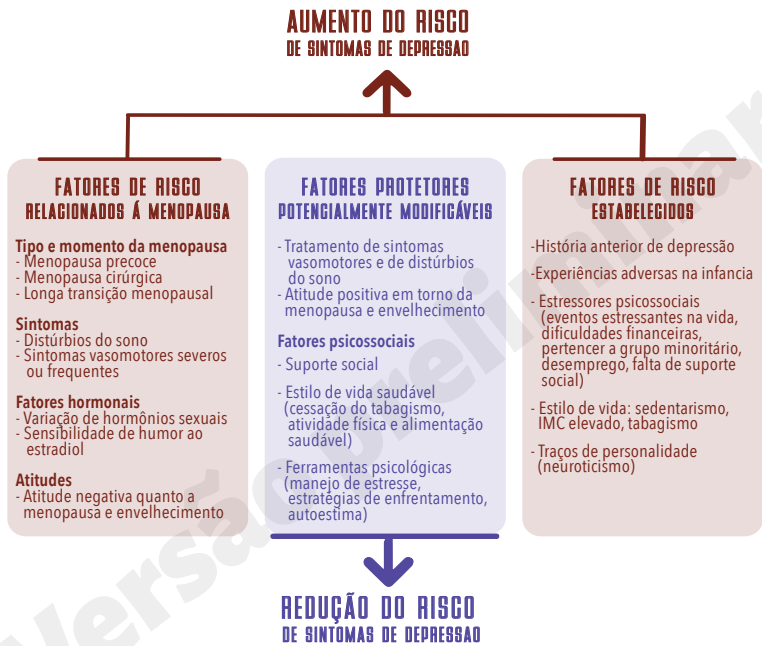 AUMENTO DO RISCO
DE SINTOMAS DE DEPRESSAO
FATORES DE RISCO
RELACIONADOS Á MENOPAUSA
Tipo e momento da menopausa
- Menopausa precoce
- Menopausa cirúrgica
- Longa transição menopausal
Sintomas
- Distúrbios do sono
- Sintomas vasomotores severos
ou frequentes
Fatores hormonais
- Variação de hormônios sexuais
- Sensibilidade de humor ao
estradiol
Atitudes
- Atitude negativa quanto a
menopausa e envelhecimento
FATORES PROTETORES
POTENCIALMENTE MODIFICÁVEIS
- Tratamento de sintomas
vasomotores e de distúrbios
do sono
- Atitude positiva em torno da
menopausa e envelhecimento
Fatores psicossociais
- Suporte social
- Estilo de vida saudável
(cessação do tabagismo,
atividade física e alimentação
saudável)
- Ferramentas psicológicas
(manejo de estresse,
estratégias de enfrentamento,
autoestima)
FATORES DE RISCO
ESTABELECIDOS
-História anterior de depressão
-Experiências adversas na infancia
- Estressores psicossociais
(eventos estressantes na vida,
dificuldades financeiras,
pertencer a grupo minoritário,
desemprego, falta de suporte
social)
- Estilo de vida: sedentarismo,
IMC elevado, tabagismo
- Traços de personalidade
(neuroticismo)
REDUÇÃO DO RISCO
DE SINTOMAS DE DEPRESSAO
Versão preliminar